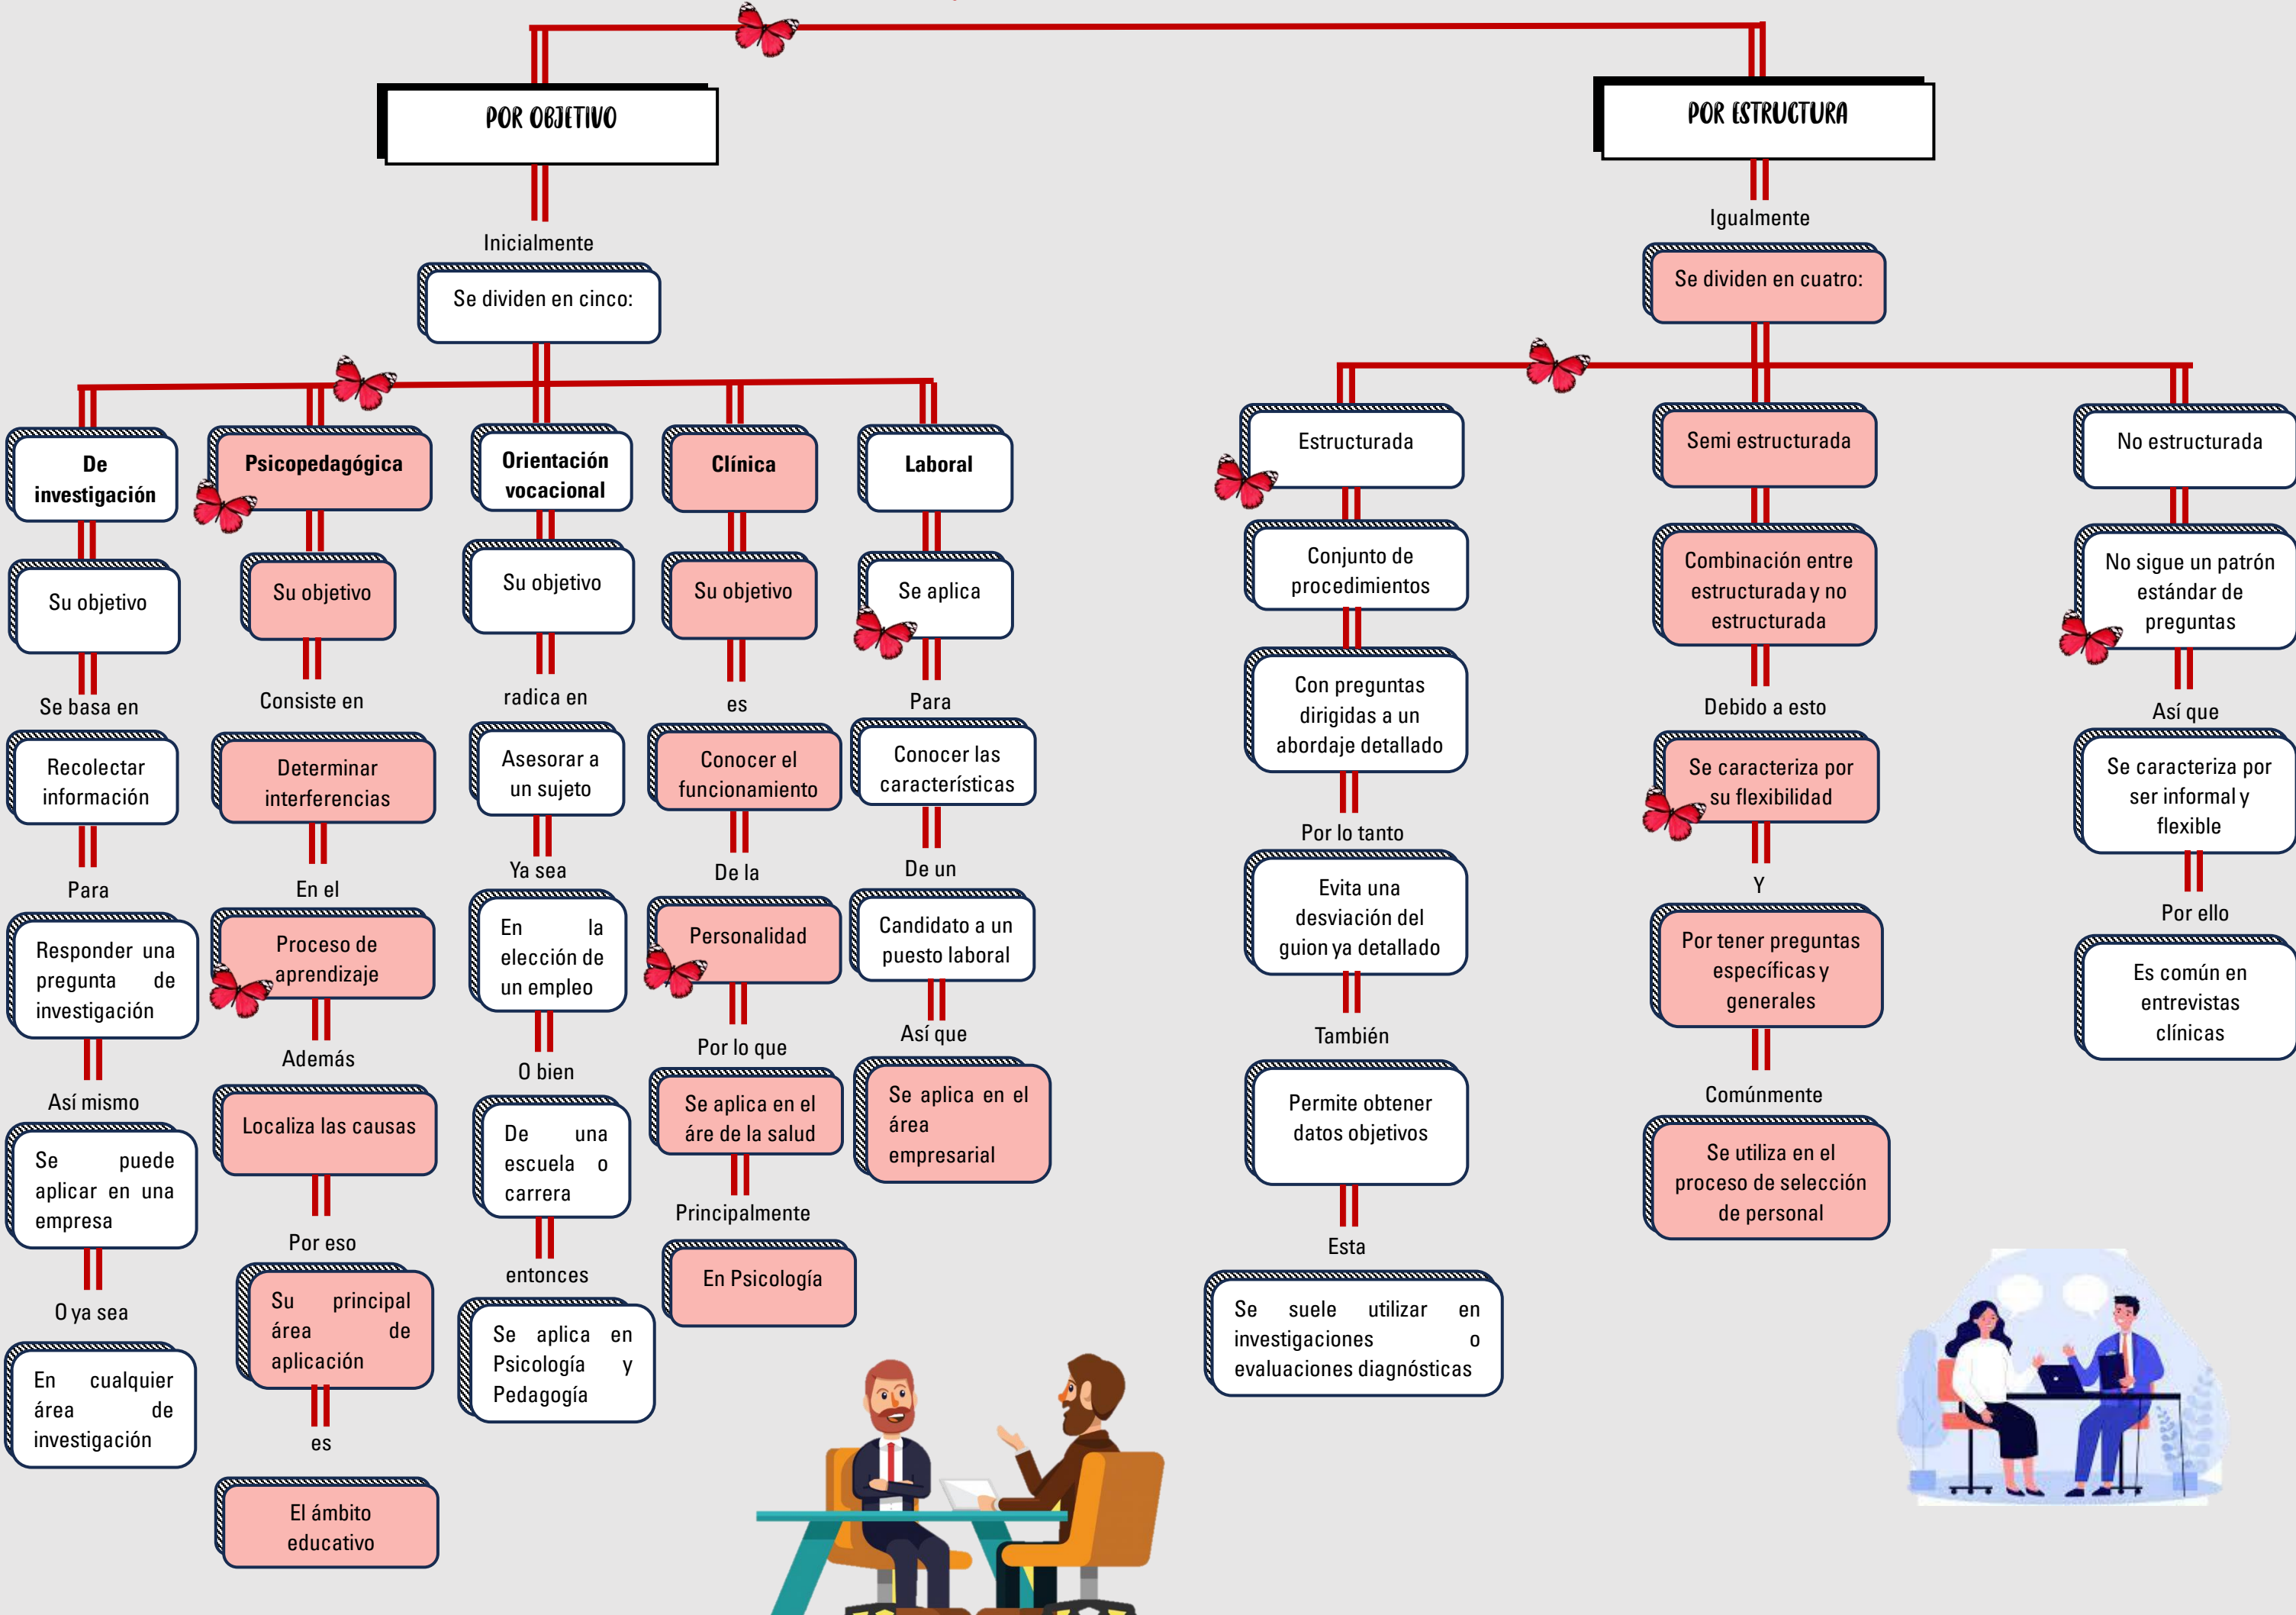 POR OBJETIVO
Inicialmente
Se dividen en cinco:
De
investigación
Su objetivo
Se basa en
Recolectar
información
Para
Responder una
pregunta de
investigación
Así mismo
Se puede
aplicar en una
empresa
O ya sea
En cualquier
área de
investigación
Psicopedagógica
Su objetivo
Consiste en
Determinar
interferencias
En el
Proceso de
aprendizaje
Además
Localiza las causas
Por eso
Su principal
área de
aplicación
es
El ámbito
educativo
Orientación
vocacional
Su objetivo
radica en
Asesorar a
un sujeto
Ya sea
En la
elección de
un empleo
O bien
De una
escuela o
carrera
entonces
Se aplica en
Psicología y
Pedagogía
Clínica
Su objetivo
es
Conocer el
funcionamiento
De la
Personalidad
Por lo que
Se aplica en el
áre de la salud
Principalmente
En Psicología
Laboral
Se aplica
Para
Conocer las
características
De un
Candidato a un
puesto laboral
Así que
Se aplica en el
área
empresarial
POR ESTRUCTURA
Igualmente
Se dividen en cuatro:
Estructurada
Conjunto de
procedimientos
Con preguntas
dirigidas a un
abordaje detallado
Por lo tanto
Evita una
desviación del
guion ya detallado
También
Permite obtener
datos objetivos
Esta
Se suele utilizar en
investigaciones o
evaluaciones diagnósticas
Semi estructurada
Combinación entre
estructurada y no
estructurada
Debido a esto
Se caracteriza por
su flexibilidad
Y
Por tener preguntas
específicas y
generales
Comúnmente
Se utiliza en el
proceso de selección
de personal
No estructurada
No sigue un patrón
estándar de
preguntas
Así que
Se caracteriza por
ser informal y
flexible
Por ello
Es común en
entrevistas
clínicas